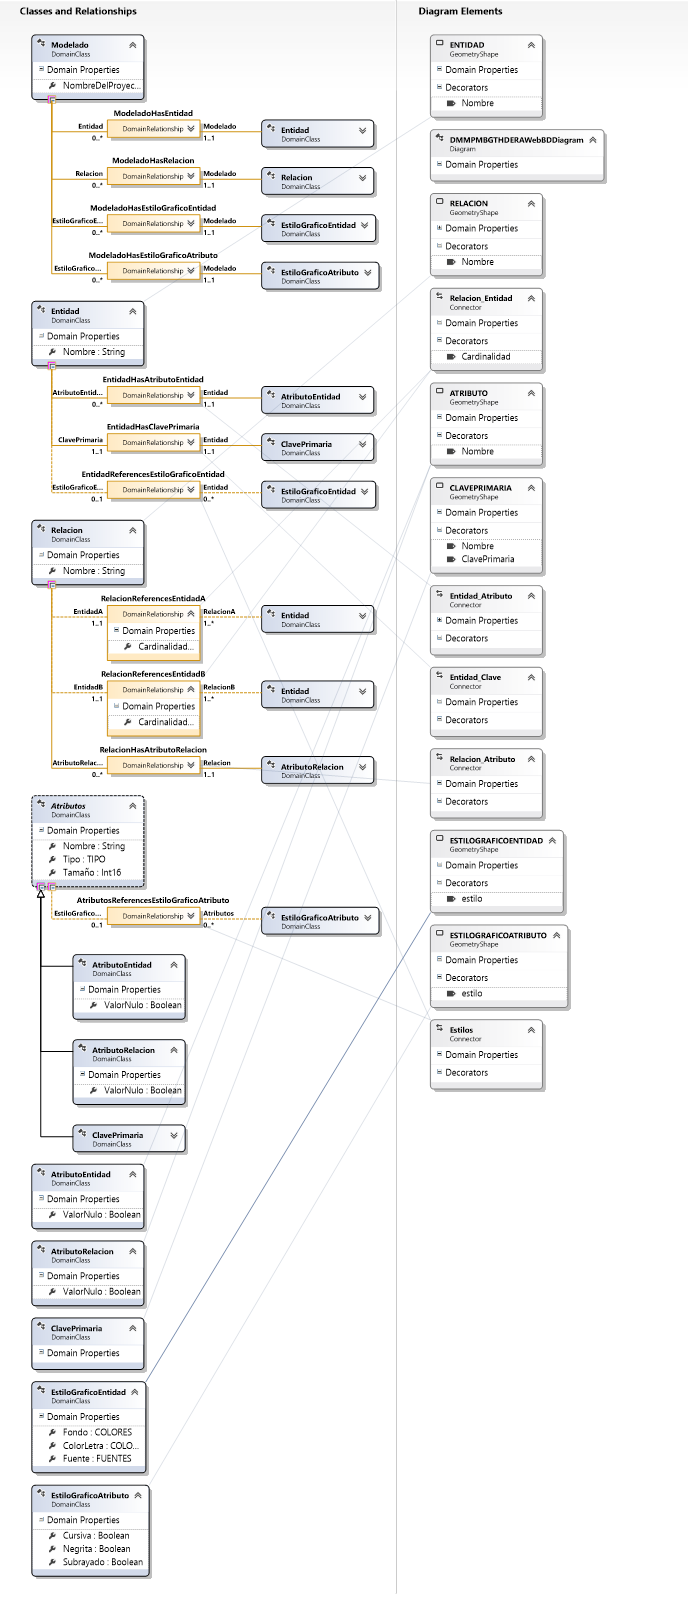 Classes and Relationships
Modelado
DomainClass
Domain Properties
NombreDelProyec...
ModeladoHasEntidad
Entidad
0..*
DomainRelationship
Modelado
1..1
Entidad
DomainClass
ModeladoHasRelacion
Relacion
0..*
DomainRelationship
Modelado
1..1
Relacion
DomainClass
ModeladoHasEstiloGraficoEntidad
EstiloGraficoE...
0..*
DomainRelationship
Modelado
1..1
EstiloGraficoEntidad
DomainClass
ModeladoHasEstiloGraficoAtributo
EstiloGrafico...
0..*
DomainRelationship
Modelado
1..1
EstiloGraficoAtributo
DomainClass
Entidad
DomainClass
Domain Properties
Nombre : String
EntidadHasAtributoEntidad
AtributoEntid...
0..*
DomainRelationship
Entidad
1..1
AtributoEntidad
DomainClass
EntidadHasClavePrimaria
ClavePrimaria
1..1
DomainRelationship
Entidad
1..1
ClavePrimaria
DomainClass
EntidadReferencesEstiloGraficoEntidad
EstiloGraficoE...
0..1
DomainRelationship
Entidad
0..*
EstiloGraficoEntidad
DomainClass
Relacion
DomainClass
Domain Properties
Nombre : String
RelacionReferencesEntidadA
EntidadA
1..1
DomainRelationship
Domain Properties
Cardinalidad...
RelacionA
1..*
Entidad
DomainClass
RelacionReferencesEntidadB
EntidadB
1..1
DomainRelationship
Domain Properties
Cardinalidad...
RelacionB
1..*
Entidad
DomainClass
RelacionHasAtributoRelacion
AtributoRelac...
0..*
DomainRelationship
Relacion
1..1
AtributoRelacion
DomainClass
Atributos
DomainClass
Domain Properties
Nombre : String
Tipo : TIPO
Tamaño : Int16
AtributosReferencesEstiloGraficoAtributo
EstiloGrafico...
0..1
DomainRelationship
Atributos
0..*
EstiloGraficoAtributo
DomainClass
AtributoEntidad
DomainClass
Domain Properties
ValorNulo : Boolean
AtributoRelacion
DomainClass
Domain Properties
ValorNulo : Boolean
ClavePrimaria
DomainClass
AtributoEntidad
DomainClass
Domain Properties
ValorNulo : Boolean
AtributoRelacion
DomainClass
Domain Properties
ValorNulo : Boolean
ClavePrimaria
DomainClass
Domain Properties
EstiloGraficoEntidad
DomainClass
Domain Properties
Fondo : COLORES
ColorLetra : COLO...
Fuente : FUENTES
EstiloGraficoAtributo
DomainClass
Domain Properties
Cursiva : Boolean
Negrita : Boolean
Subrayado : Boolean
Diagram Elements
ENTIDAD
GeometryShape
Domain Properties
Decorators
Nombre
DMMPMBGTHDERAWebBDDiagram
Diagram
Domain Properties
RELACION
GeometryShape
Domain Properties
Decorators
Nombre
Relacion_Entidad
Connector
Domain Properties
Decorators
Cardinalidad
ATRIBUTO
GeometryShape
Domain Properties
Decorators
Nombre
CLAVEPRIMARIA
GeometryShape
Domain Properties
Decorators
Nombre
ClavePrimaria
Entidad_Atributo
Connector
Domain Properties
Decorators
Entidad_Clave
Connector
Domain Properties
Decorators
Relacion_Atributo
Connector
Domain Properties
Decorators
ESTILOGRAFICOENTIDAD
GeometryShape
Domain Properties
Decorators
estilo
ESTILOGRAFICOATRIBUTO
GeometryShape
Domain Properties
Decorators
estilo
Estilos
Connector
Domain Properties
Decorators